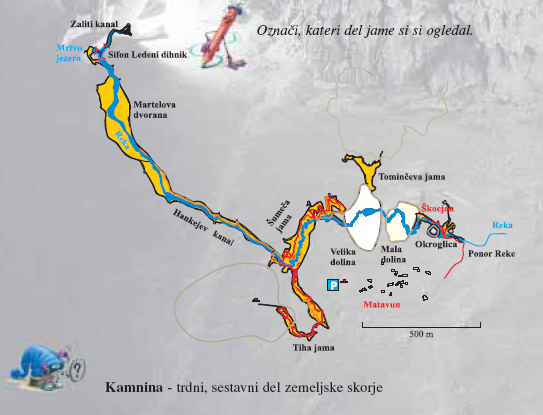 Označi, kateri del jame si si ogledal.
Zaliti kanal
Mrtvo
jezero
Sifon Ledeni dihnik
Martelova
dvorana
Reka
Hankejev kanal
Šumeča
jama
Tominčeva jama
Škocjan
Reka
Okroglica
Ponor Reke
Velika
dolina
Mala
dolina
P
Matavun
500 m
Tiha jama
?
Kamnina - trdni, sestavni del zemeljske skorje